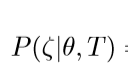 P(ζ|θ, T) =